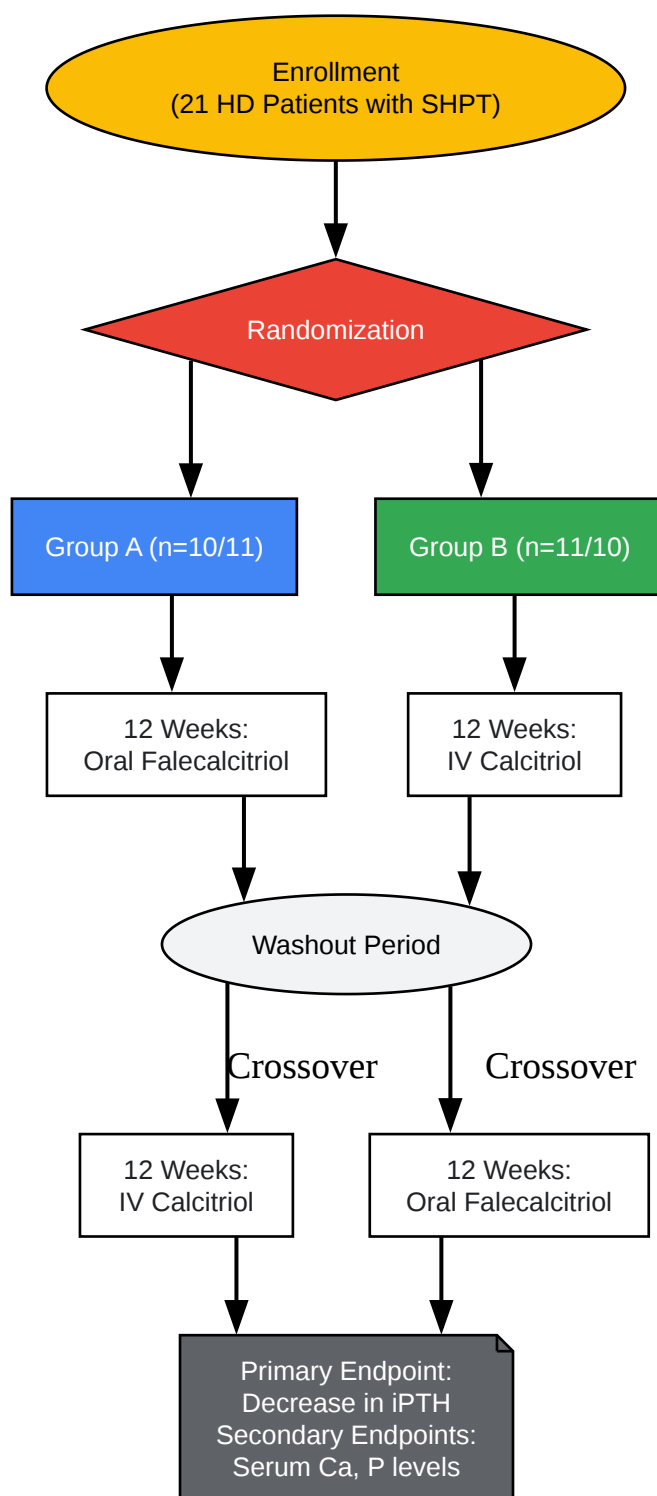 Enrollment
(21 HD Patients with SHPT)
Randomization
Group A (n=10/11)
Group B (n=11/10)
12 Weeks:
Oral Falecalcitriol
12 Weeks:
IV Calcitriol
Washout Period
Crossover
Crossover
12 Weeks:
IV Calcitriol
12 Weeks:
Oral Falecalcitriol
Primary Endpoint:
Decrease in iPTH
Secondary Endpoints:
Serum Ca, P levels